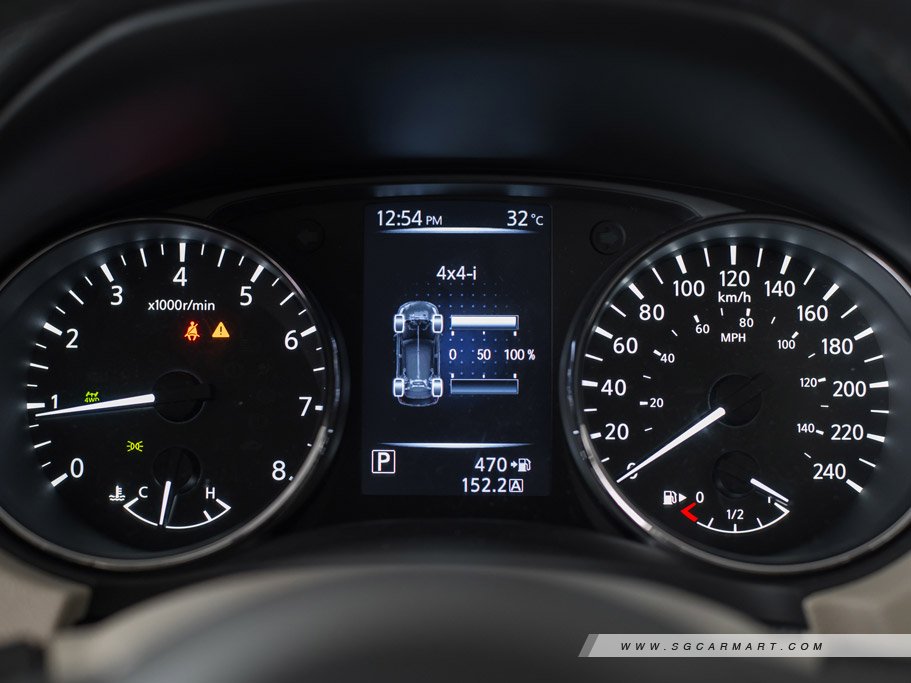 12:54 PM 32 °C
4x4-i
0 50 100 %
P
470
152.2 A
0 1 2 3 4 5 6 7 8
x1000r/min
4WD
C H
0 20 40 60 80 100 120 140 160 180 200 220 240
km/h
20 40 60 80 100 120 140
MPH
0 1/2 1
WWW.SGCARMART.COM